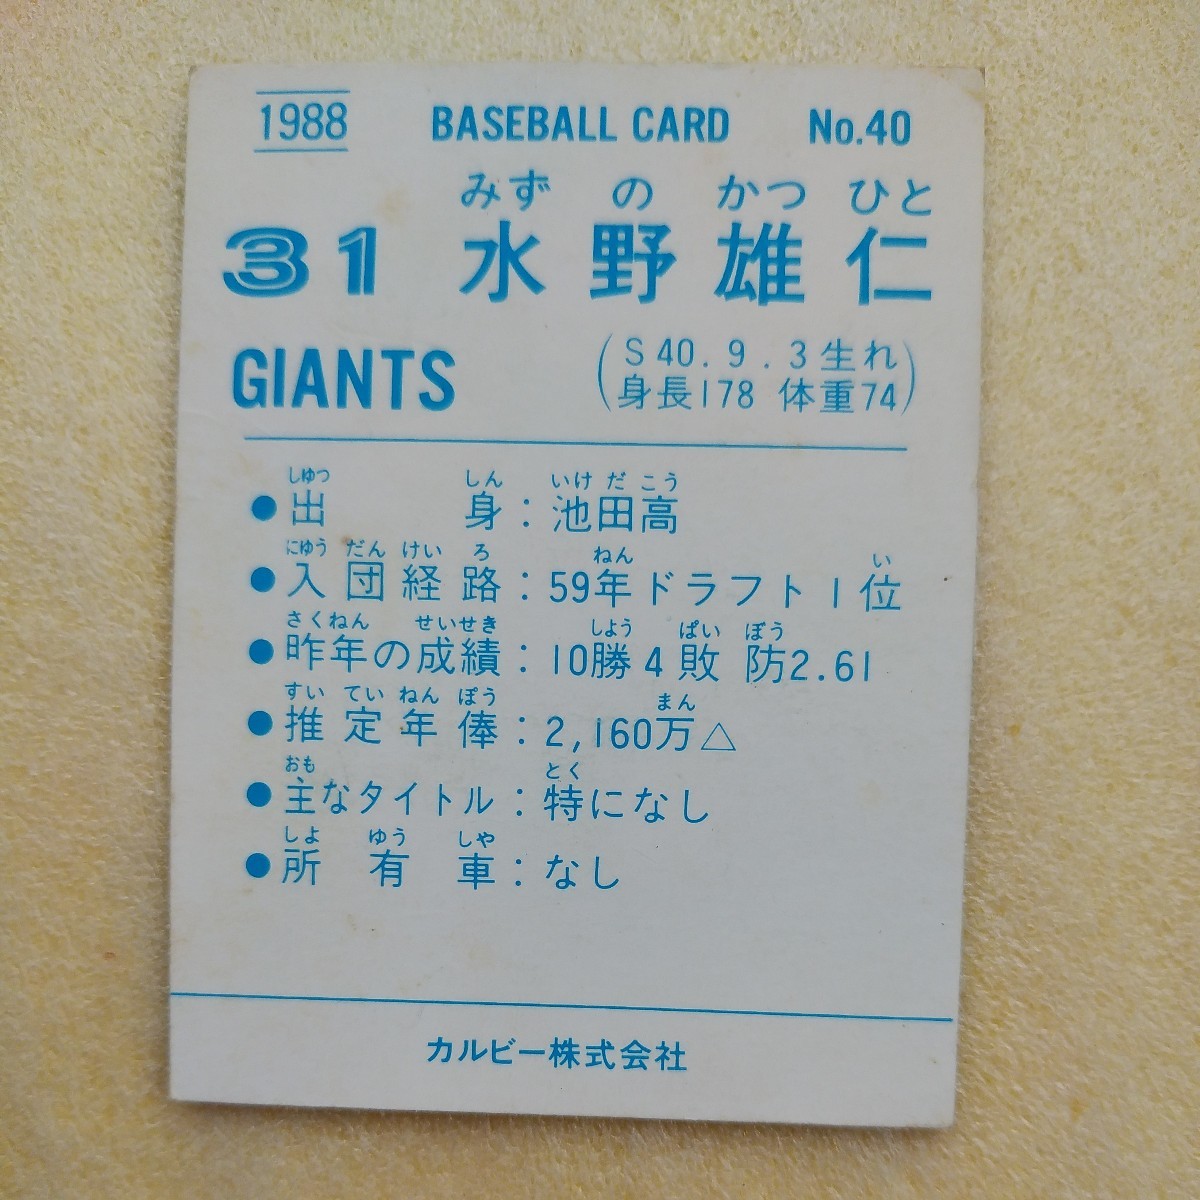 1988 BASEBALL CARD No.40
みず の かつ ひと
31 水野雄仁
GIANTS
(S40.9.3生れ
身長178 体重74)
しゆつ しん いけ だ こう
●出身:池田高
にゆう だん けい ろ ねん い
●入団経路:59年ドラフト1位
さくねん せいせき しよう ぱい ぼう
●昨年の成績:10勝4敗 防2.61
すい てい ねん ぽう まん
●推定年俸:2,160万△
おも とく
●主なタイトル:特になし
しよ ゆう しや
●所有車:なし
カルビー株式会社